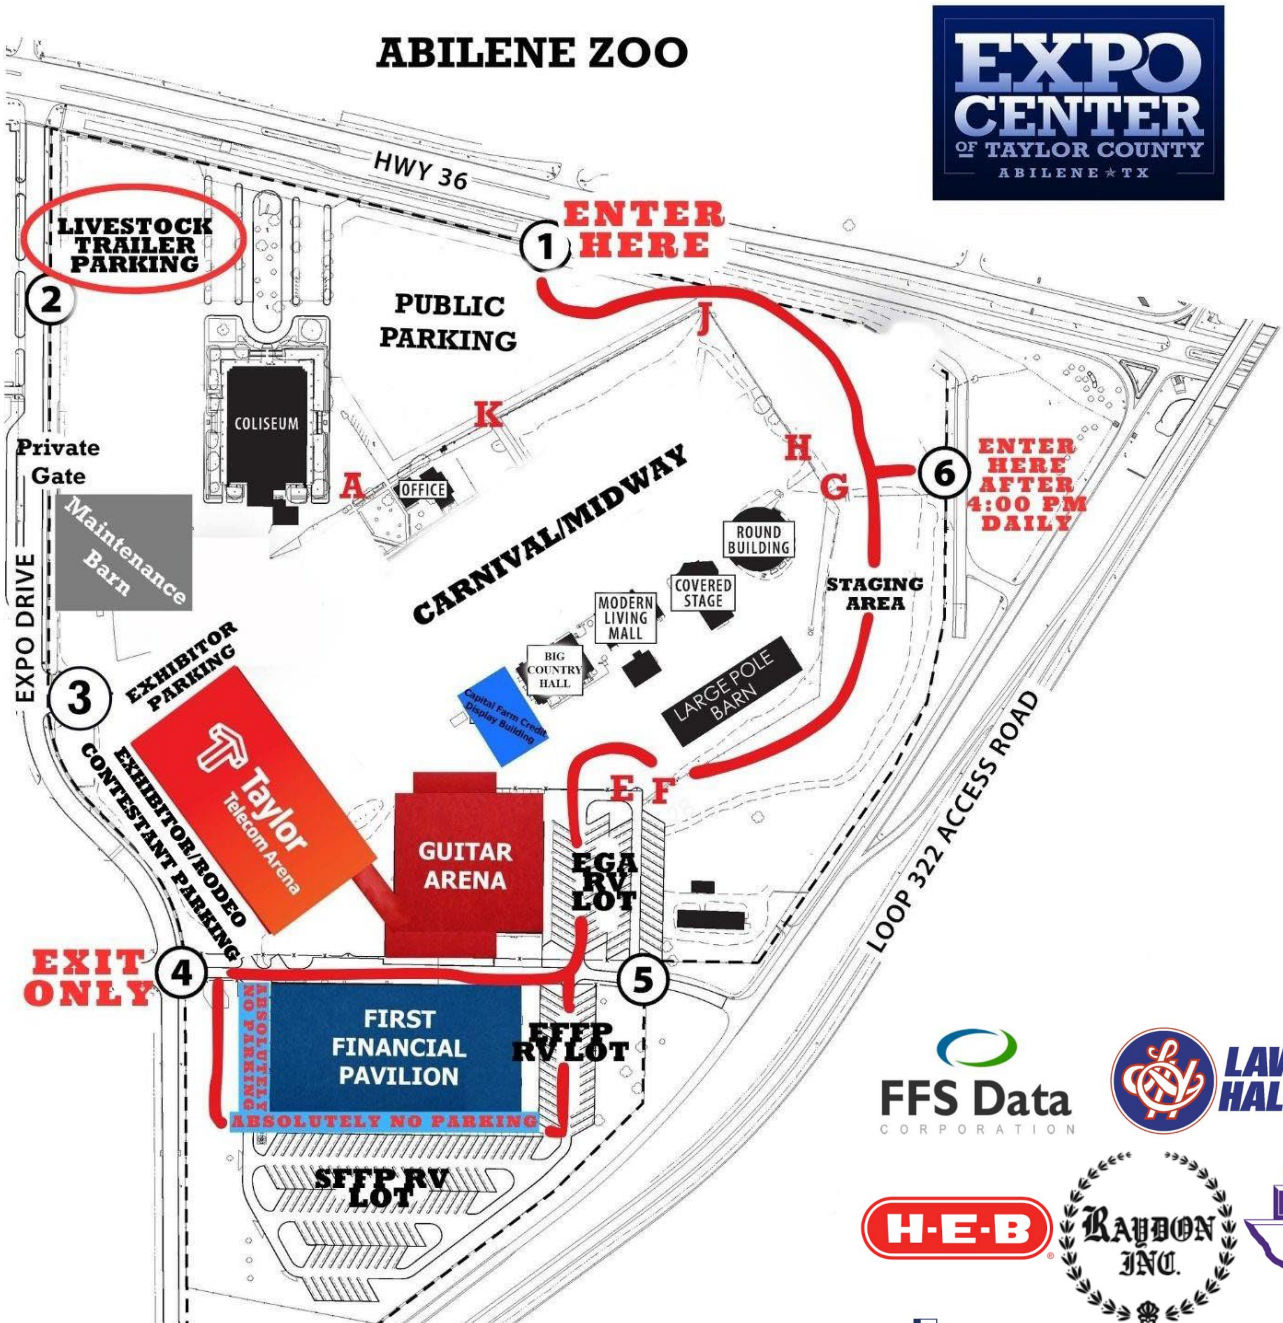 ABILENE ZOO
EXPO
CENTER
OF TAYLOR COUNTY
ABILENE ★ TX
HWY 36
ENTER
HERE
1
LIVESTOCK
TRAILER
PARKING
2
PUBLIC
PARKING
J
COLISEUM
K
Private
Gate
A
OFFICE
H
G
6
ENTER
HERE
AFTER
4:00 PM
DAILY
Maintenance
Barn
CARNIVAL/MIDWAY
ROUND
BUILDING
COVERED
STAGE
STAGING
AREA
MODERN
LIVING
MALL
BIG
COUNTRY
HALL
LARGE POLE
BARN
EXPO DRIVE
3
EXHIBITOR
PARKING
Capital Farm Credit
Display Building
LOOP 322 ACCESS ROAD
EXHIBITOR/RODEO
CONTESTANT PARKING
Taylor
Telecom Arena
E
F
GUITAR
ARENA
EGA
RV
LOT
EXIT
ONLY
4
5
ABSOLUTELY
NO PARKING
FIRST
FINANCIAL
PAVILION
EFFP
RV LOT
ABSOLUTELY NO PARKING
SFFP RV
LOT
FFS Data
CORPORATION
LAW
HAL
H-E-B
RAYDON
INC.